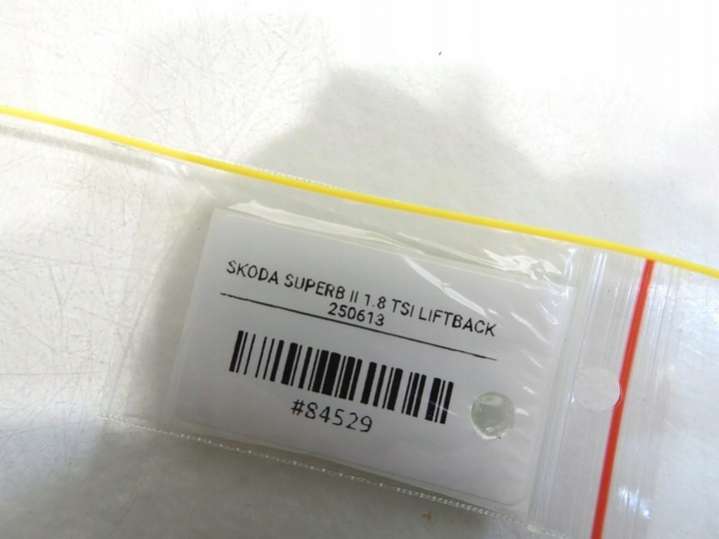 SKODA SUPERB II 1.8 TSI LIFTBACK
250613
#84529